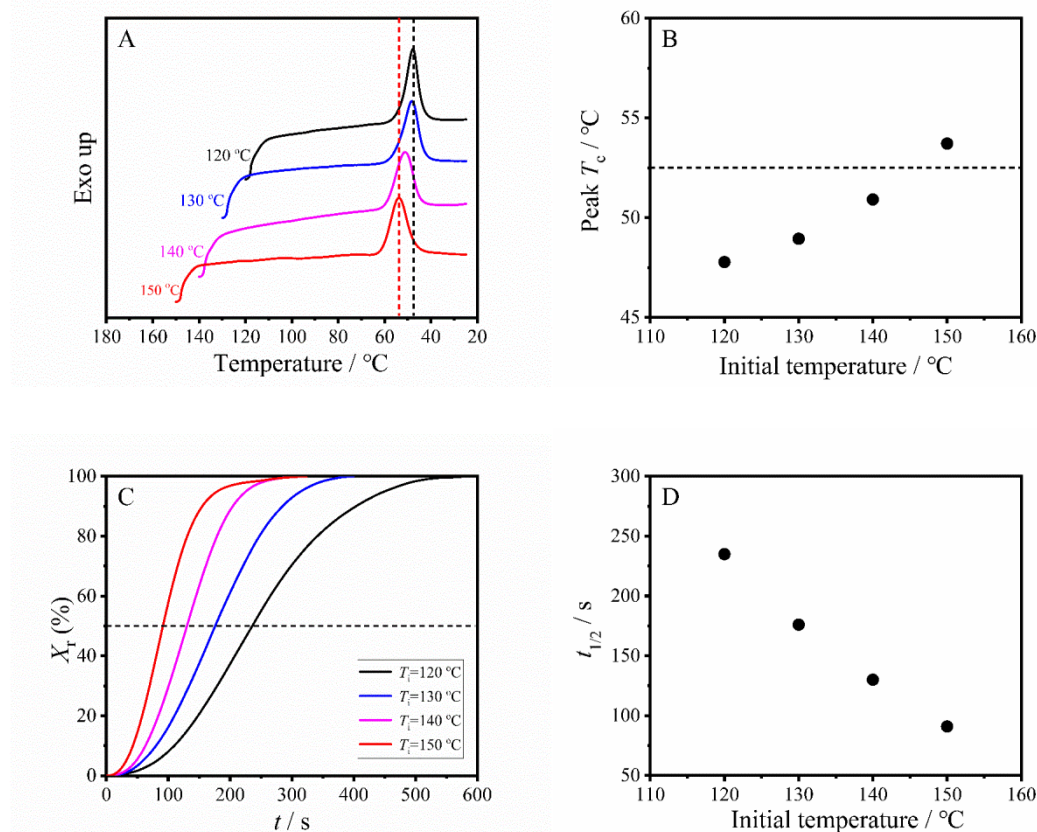 A
Exo up
120 °C
130 °C
140 °C
150 °C
180 160 140 120 100 80 60 40 20
Temperature / °C
B
Peak Tc / °C
60
55
50
45
110 120 130 140 150 160
Initial temperature / °C
C
Xr (%)
100
80
60
40
20
0
Ti=120 °C
Ti=130 °C
Ti=140 °C
Ti=150 °C
0 100 200 300 400 500 600
t / s
D
t1/2 / s
300
250
200
150
100
50
110 120 130 140 150 160
Initial temperature / °C